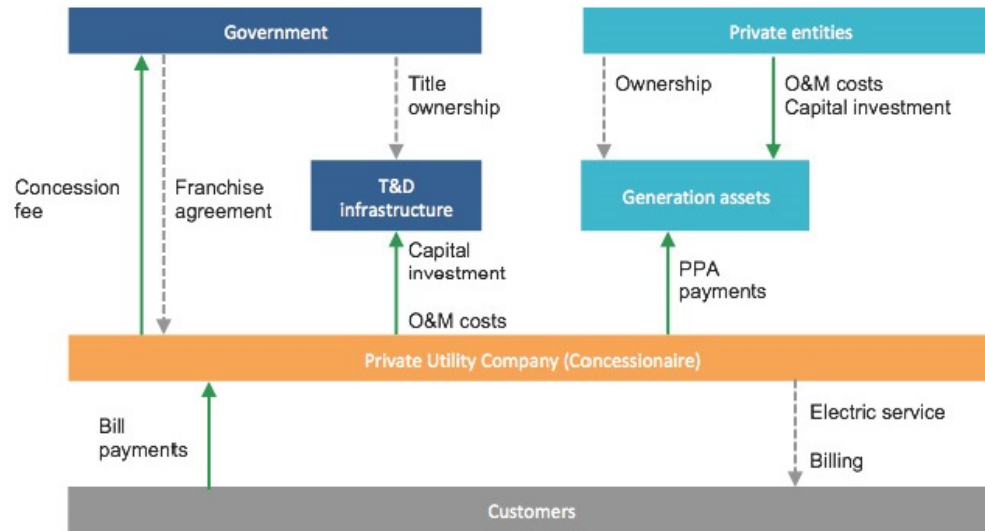 Government
Private entities
Title
ownership
Ownership
O&M costs
Capital investment
Concession
fee
Franchise
agreement
T&D
infrastructure
Generation assets
Capital
investment
O&M costs
PPA
payments
Private Utility Company (Concessionaire)
Bill
payments
Electric service
Billing
Customers